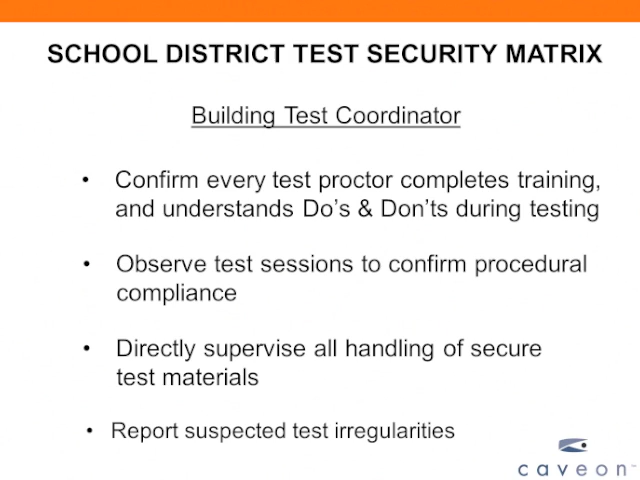 SCHOOL DISTRICT TEST SECURITY MATRIX
Building Test Coordinator
• Confirm every test proctor completes training,
and understands Do's & Don'ts during testing
• Observe test sessions to confirm procedural
compliance
• Directly supervise all handling of secure
test materials
• Report suspected test irregularities
caveon™